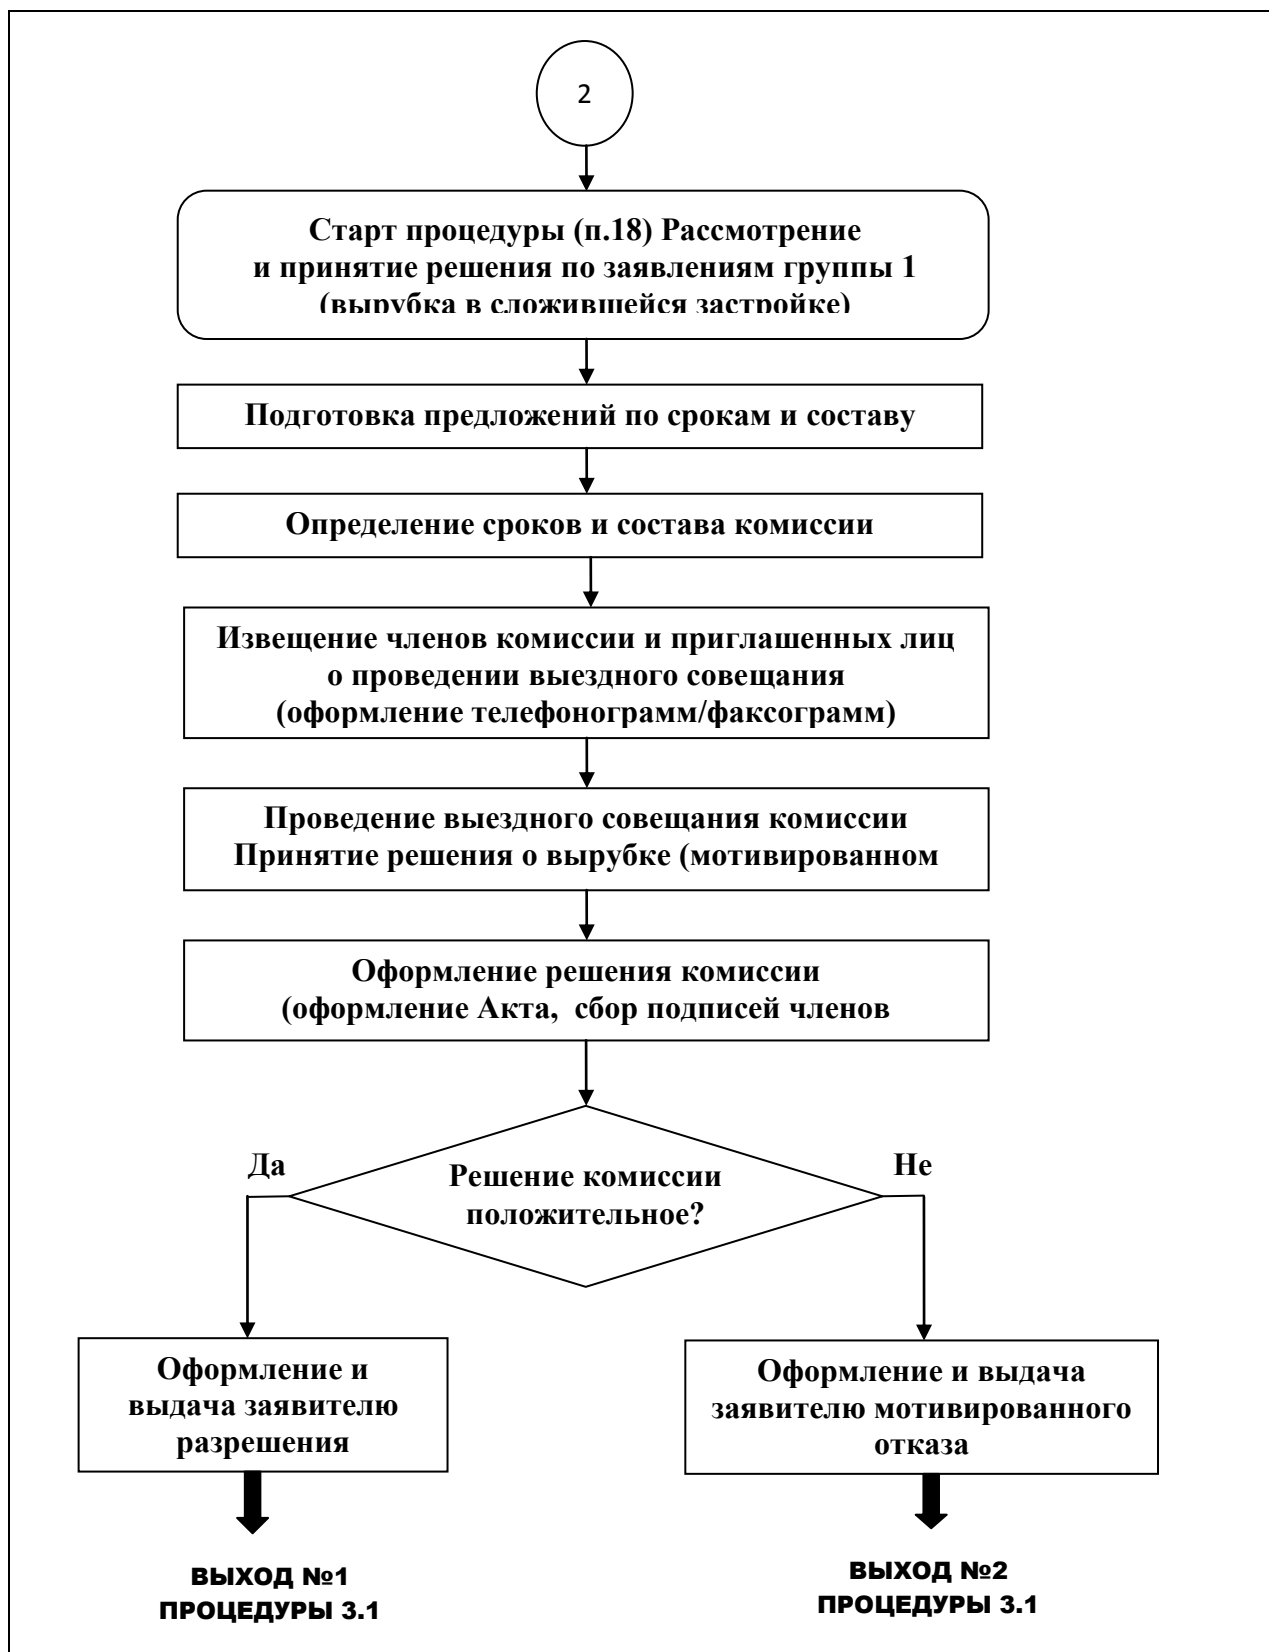 2
Старт процедуры (п.18) Рассмотрение
и принятие решения по заявлениям группы 1
(вырубка в сложившейся застройке)
Подготовка предложений по срокам и составу
Определение сроков и состава комиссии
Извещение членов комиссии и приглашенных лиц
о проведении выездного совещания
(оформление телефонограмм/факсограмм)
Проведение выездного совещания комиссии
Принятие решения о вырубке (мотивированном
Оформление решения комиссии
(оформление Акта,  сбор подписей членов
Да
Не
Решение комиссии
положительное?
Оформление и
выдача заявителю
разрешения
Оформление и выдача
заявителю мотивированного
отказа
ВЫХОД №1
ПРОЦЕДУРЫ 3.1
ВЫХОД №2
ПРОЦЕДУРЫ 3.1